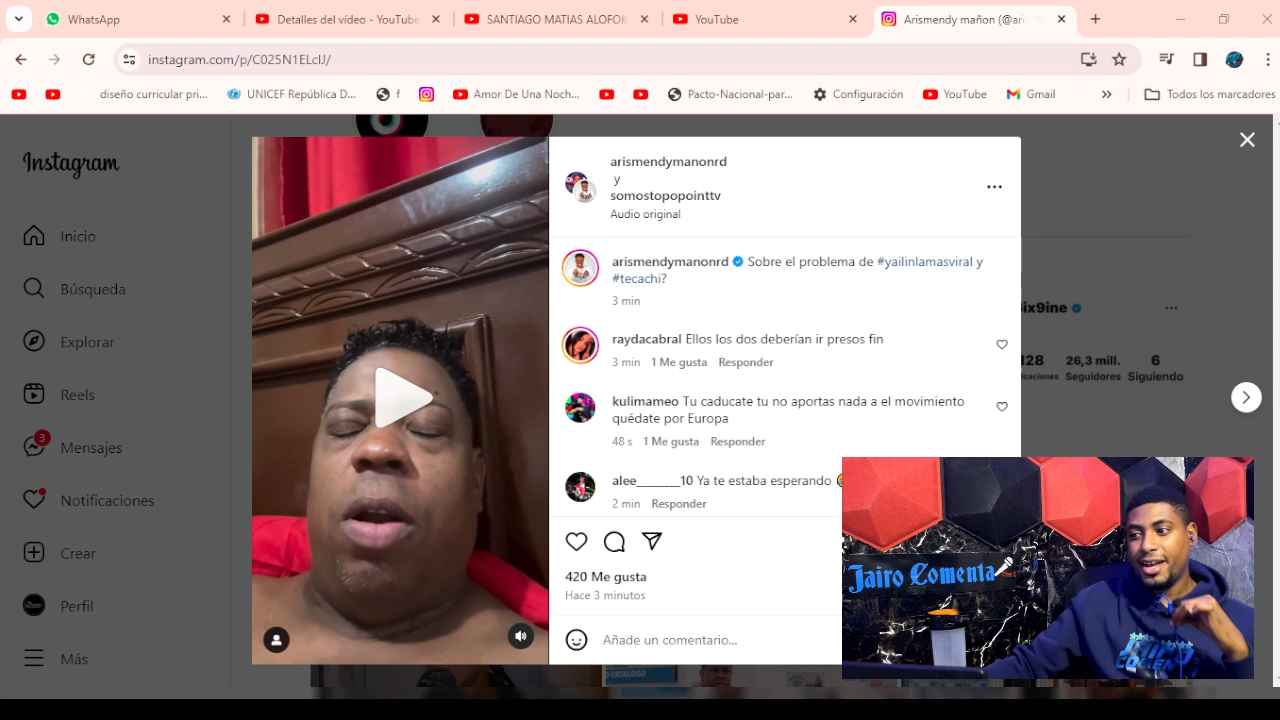 WhatsApp
Detalles del vídeo - YouTube
SANTIAGO MATIAS ALOFOK
YouTube
Arismendy mañon (@ari
instagram.com/p/C025N1ELclJ/
diseño curricular pri...
UNICEF República D...
f
Amor De Una Noch...
Pacto-Nacional-par...
Configuración
YouTube
Gmail
Todos los marcadores
Instagram
Inicio
Búsqueda
Explorar
Reels
3
Mensajes
Notificaciones
Crear
Perfil
Más
arismendymanonrd
y
somostopopointtv
Audio original
arismendymanonrd Sobre el problema de #yailinlamasviral y
#tecachi?
3 min
raydacabral Ellos los dos deberían ir presos fin
3 min 1 Me gusta Responder
kulimameo Tu caducate tu no aportas nada a el movimiento
quédate por Europa
48 s 1 Me gusta Responder
alee________10 Ya te estaba esperando
2 min Responder
420 Me gusta
Hace 3 minutos
Añade un comentario...
6ix9ine
128 26,3 mill. 6
icaciones Seguidores Siguiendo
Jairo Comenta